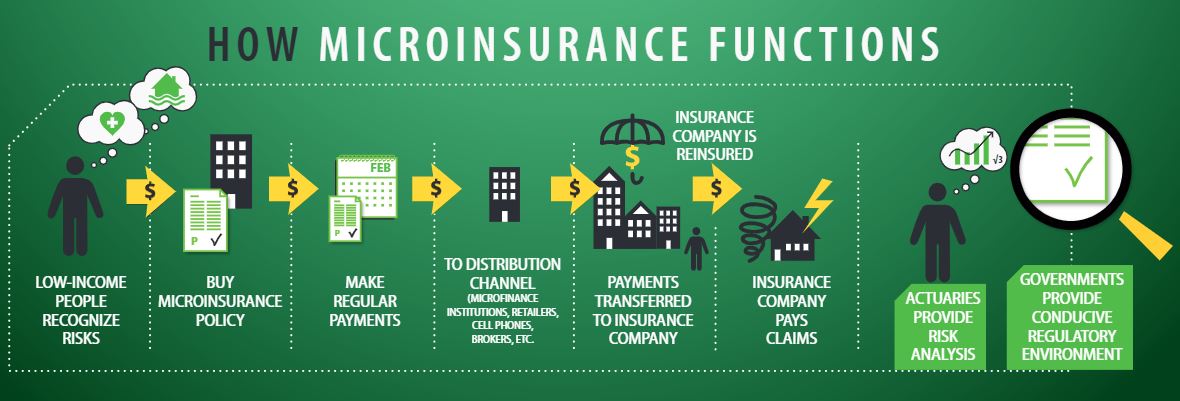 HOW MICROINSURANCE FUNCTIONS
LOW-INCOME
PEOPLE
RECOGNIZE
RISKS
$
P
BUY
MICROINSURANCE
POLICY
$
FEB
P
MAKE
REGULAR
PAYMENTS
$
TO DISTRIBUTION
CHANNEL
(MICROFINANCE
INSTITUTIONS, RETAILERS,
CELL PHONES,
BROKERS, ETC.
$
$
PAYMENTS
TRANSFERRED
TO INSURANCE
COMPANY
INSURANCE
COMPANY IS
REINSURED
$
INSURANCE
COMPANY
PAYS
CLAIMS
√3
ACTUARIES
PROVIDE
RISK
ANALYSIS
GOVERNMENTS
PROVIDE
CONDUCIVE
REGULATORY
ENVIRONMENT